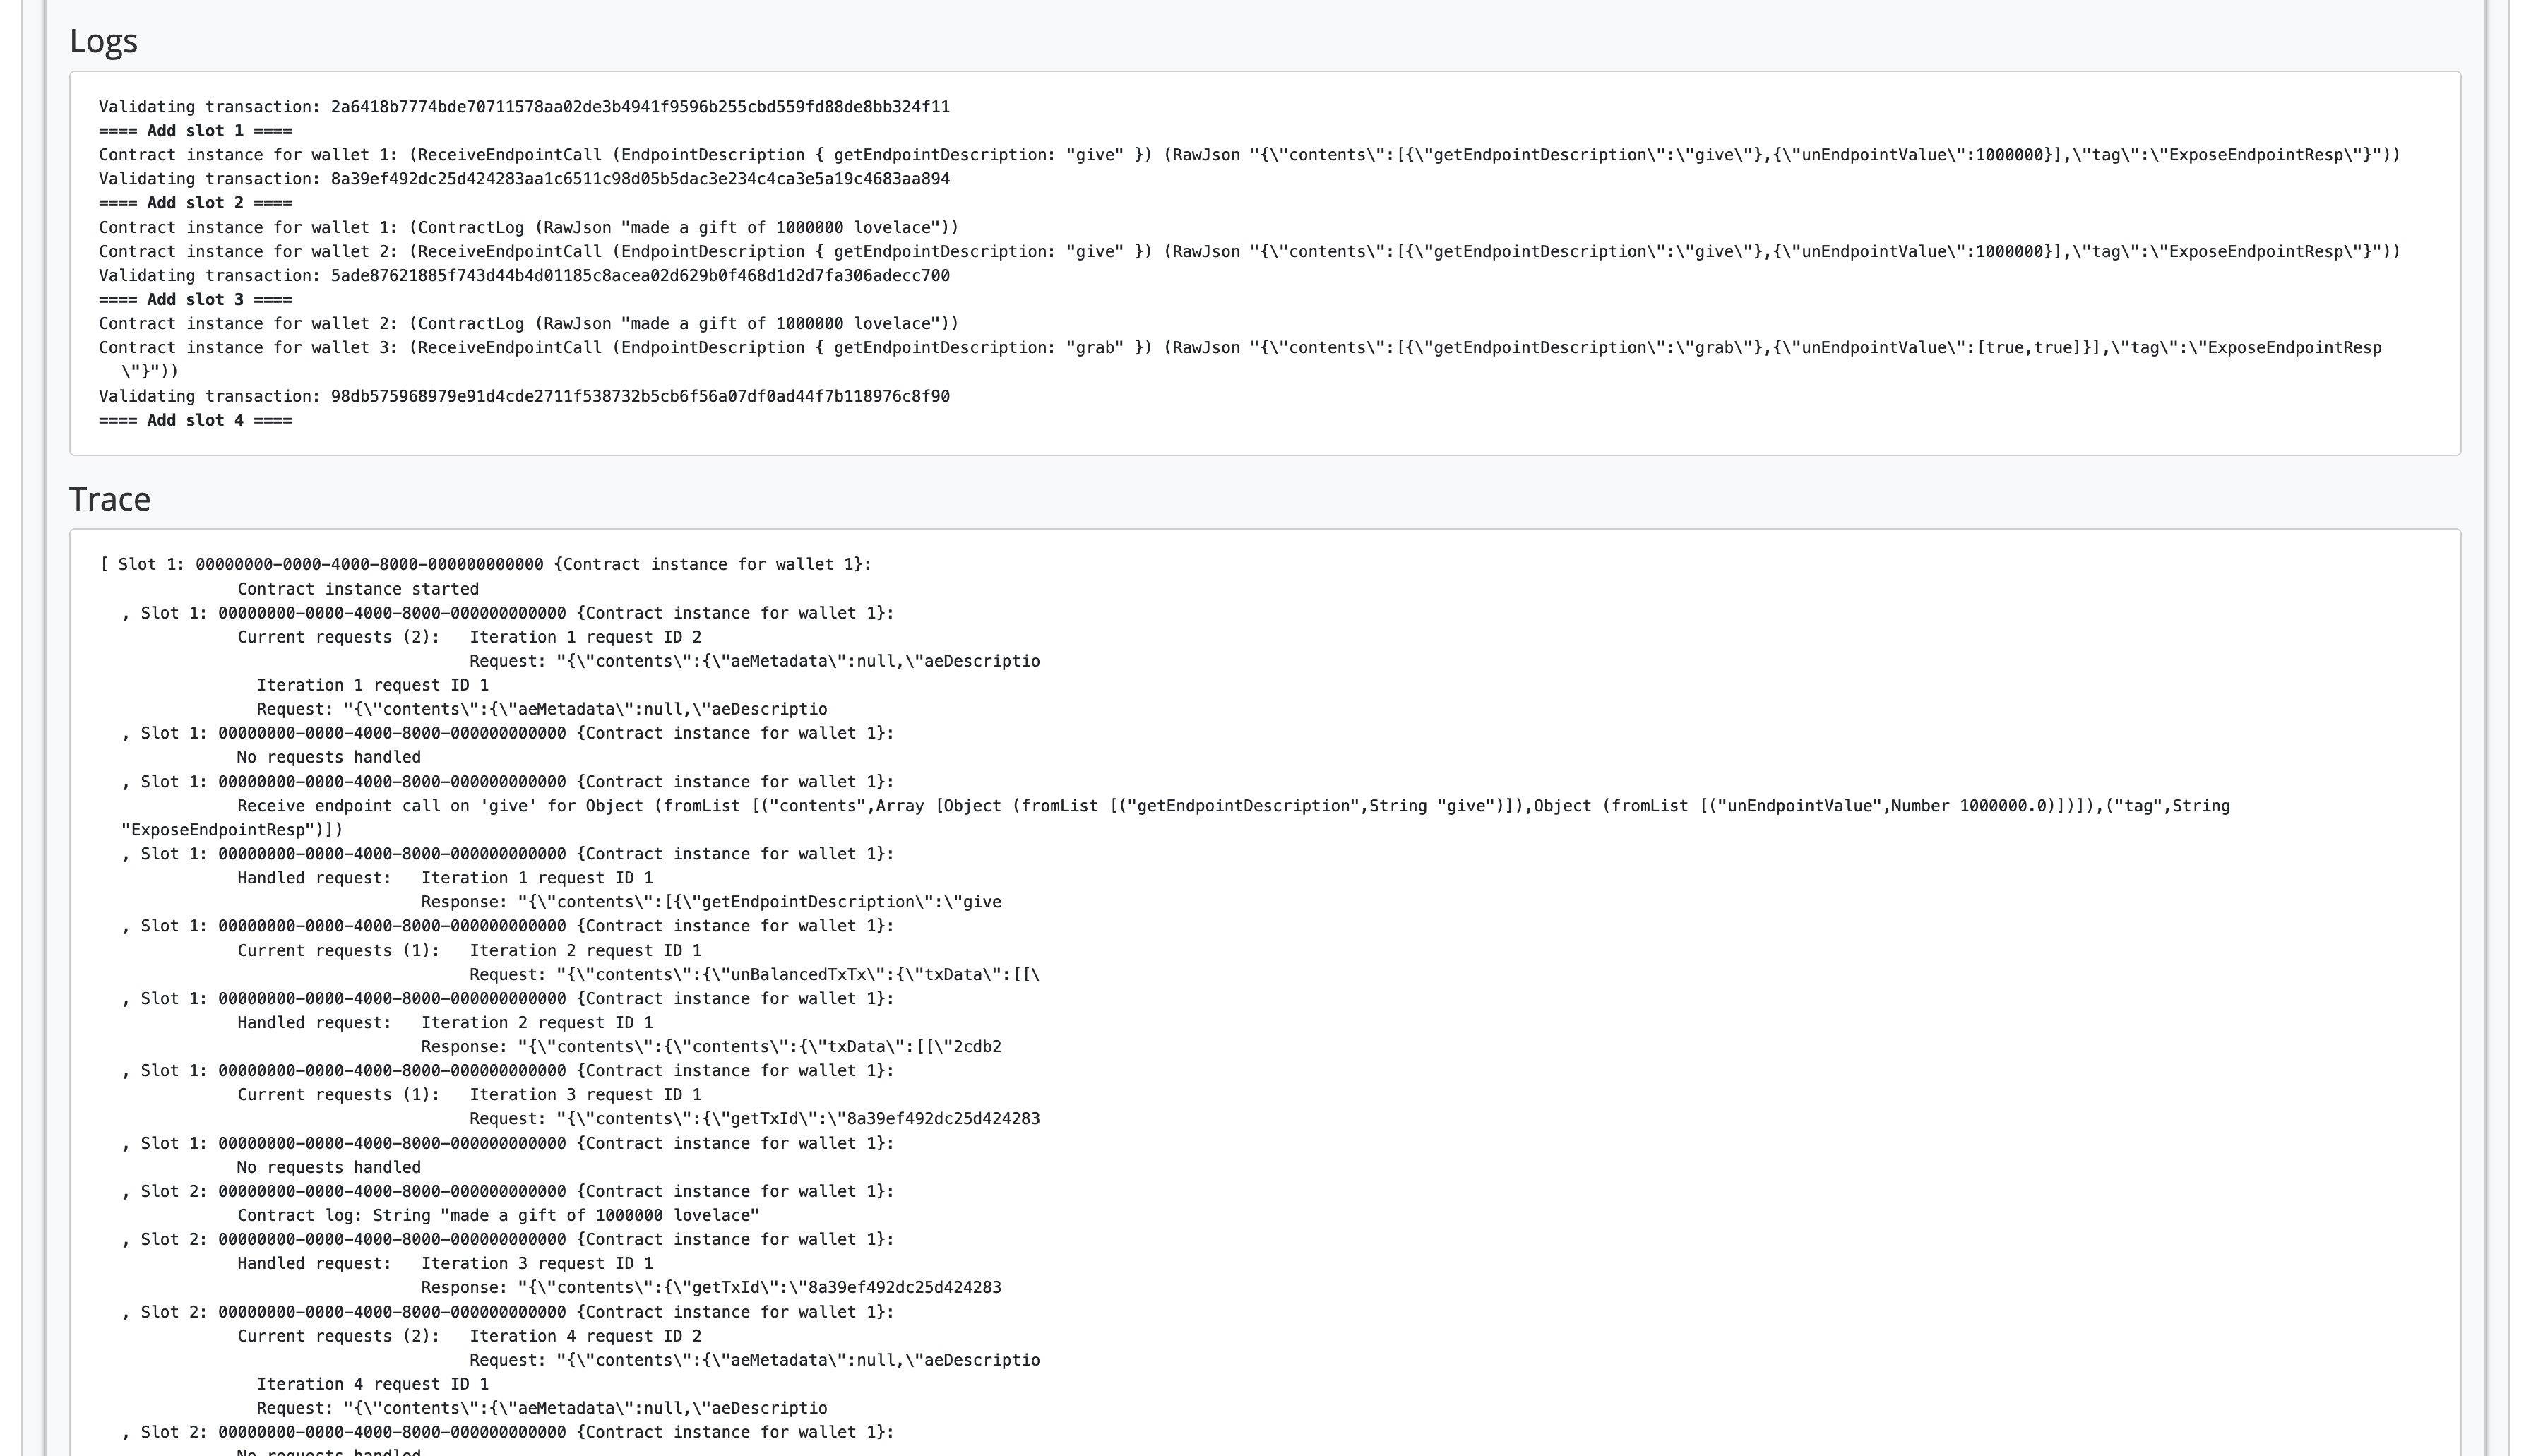 Logs
Validating transaction: 2a6418b7774bde70711578aa02de3b4941f9596b255cbd559fd88de8bb324f11
==== Add slot 1 ====
Contract instance for wallet 1: (ReceiveEndpointCall (EndpointDescription { getEndpointDescription: "give" }) (RawJson "{\"contents\":[{\"getEndpointDescription\":\"give\"},{\"unEndpointValue\":1000000}],\"tag\":\"ExposeEndpointResp\"}"))
Validating transaction: 8a39ef492dc25d424283aa1c6511c98d05b5dac3e234c4ca3e5a19c4683aa894
==== Add slot 2 ====
Contract instance for wallet 1: (ContractLog (RawJson "made a gift of 1000000 lovelace"))
Contract instance for wallet 2: (ReceiveEndpointCall (EndpointDescription { getEndpointDescription: "give" }) (RawJson "{\"contents\":[{\"getEndpointDescription\":\"give\"},{\"unEndpointValue\":1000000}],\"tag\":\"ExposeEndpointResp\"}"))
Validating transaction: 5ade87621885f743d44b4d01185c8acea02d629b0f468d1d2d7fa306adecc700
==== Add slot 3 ====
Contract instance for wallet 2: (ContractLog (RawJson "made a gift of 1000000 lovelace"))
Contract instance for wallet 3: (ReceiveEndpointCall (EndpointDescription { getEndpointDescription: "grab" }) (RawJson "{\"contents\":[{\"getEndpointDescription\":\"grab\"},{\"unEndpointValue\":[true,true]}],\"tag\":\"ExposeEndpointResp
\"}"))
Validating transaction: 98db575968979e91d4cde2711f538732b5cb6f56a07df0ad44f7b118976c8f90
==== Add slot 4 ====
Trace
[ Slot 1: 00000000-0000-4000-8000-000000000000 {Contract instance for wallet 1}:
Contract instance started
, Slot 1: 00000000-0000-4000-8000-000000000000 {Contract instance for wallet 1}:
Current requests (2): Iteration 1 request ID 2
Request: "{\"contents\":{\"aeMetadata\":null,\"aeDescriptio
Iteration 1 request ID 1
Request: "{\"contents\":{\"aeMetadata\":null,\"aeDescriptio
, Slot 1: 00000000-0000-4000-8000-000000000000 {Contract instance for wallet 1}:
No requests handled
, Slot 1: 00000000-0000-4000-8000-000000000000 {Contract instance for wallet 1}:
Receive endpoint call on 'give' for Object (fromList [("contents",Array [Object (fromList [("getEndpointDescription",String "give")]),Object (fromList [("unEndpointValue",Number 1000000.0)])]),("tag",String
"ExposeEndpointResp")])
, Slot 1: 00000000-0000-4000-8000-000000000000 {Contract instance for wallet 1}:
Handled request: Iteration 1 request ID 1
Response: "{\"contents\":[{\"getEndpointDescription\":\"give
, Slot 1: 00000000-0000-4000-8000-000000000000 {Contract instance for wallet 1}:
Current requests (1): Iteration 2 request ID 1
Request: "{\"contents\":{\"unBalancedTxTx\":{\"txData\":[[\
, Slot 1: 00000000-0000-4000-8000-000000000000 {Contract instance for wallet 1}:
Handled request: Iteration 2 request ID 1
Response: "{\"contents\":{\"contents\":{\"txData\":[[\"2cdb2
, Slot 1: 00000000-0000-4000-8000-000000000000 {Contract instance for wallet 1}:
Current requests (1): Iteration 3 request ID 1
Request: "{\"contents\":{\"getTxId\":\"8a39ef492dc25d424283
, Slot 1: 00000000-0000-4000-8000-000000000000 {Contract instance for wallet 1}:
No requests handled
, Slot 2: 00000000-0000-4000-8000-000000000000 {Contract instance for wallet 1}:
Contract log: String "made a gift of 1000000 lovelace"
, Slot 2: 00000000-0000-4000-8000-000000000000 {Contract instance for wallet 1}:
Handled request: Iteration 3 request ID 1
Response: "{\"contents\":{\"getTxId\":\"8a39ef492dc25d424283
, Slot 2: 00000000-0000-4000-8000-000000000000 {Contract instance for wallet 1}:
Current requests (2): Iteration 4 request ID 2
Request: "{\"contents\":{\"aeMetadata\":null,\"aeDescriptio
Iteration 4 request ID 1
Request: "{\"contents\":{\"aeMetadata\":null,\"aeDescriptio
, Slot 2: 00000000-0000-4000-8000-000000000000 {Contract instance for wallet 1}:
No requests handled